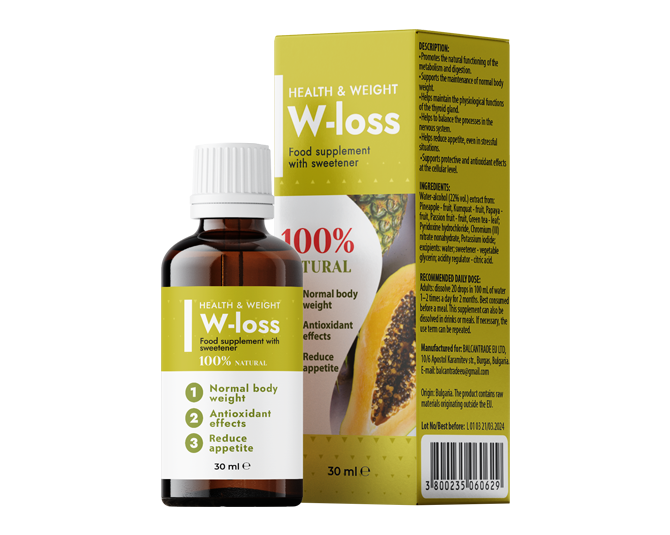 HEALTH & WEIGHT
W-loss
Food supplement with
sweetener
100% NATURAL
1 Normal body
weight
2 Antioxidant
effects
3 Reduce
appetite
30 ml ℮
HEALTH & WEIGHT
W-loss
Food supplement
with sweetener
100%
TURAL
Normal body
weight
Antioxidant
effects
Reduce
appetite
30 ml ℮
DESCRIPTION:
•Promotes the natural functioning of the
metabolism and digestion.
•Supports the maintenance of normal body
weight.
•Helps maintain the physiological functions
of the thyroid gland.
•Helps to balance the processes in the
nervous system.
•Helps reduce appetite, even in stressful
situations.
•Supports protective and antioxidant effects
at the cellular level.
INGREDIENTS:
Water-alcohol (22% vol.) extract from:
Pineapple - fruit, Kumquat - fruit, Papaya -
fruit, Passion fruit - fruit, Green tea - leaf;
Pyridoxine hydrochloride, Chromium (III)
nitrate nonahydrate, Potassium iodide;
excipients: water; sweetener - vegetable
glycerin; acidity regulator - citric acid.
RECOMMENDED DAILY DOSE:
Adults: dissolve 20 drops in 100 mL of water
1–2 times a day for 2 months. Best consumed
before a meal. This supplement can also be
dissolved in drinks or meals. If necessary, the
use term can be repeated.
Manufactured for: BALCANTRADE EU LTD,
10/6 Apostol Karamitev str., Burgas, Bulgaria.
E-mail: balcantradeeu@gmail.com
Origin: Bulgaria. The product contains raw
materials originating outside the EU.
Lot No/Best before: L 01 03 21/03.2024
3 800235 060629